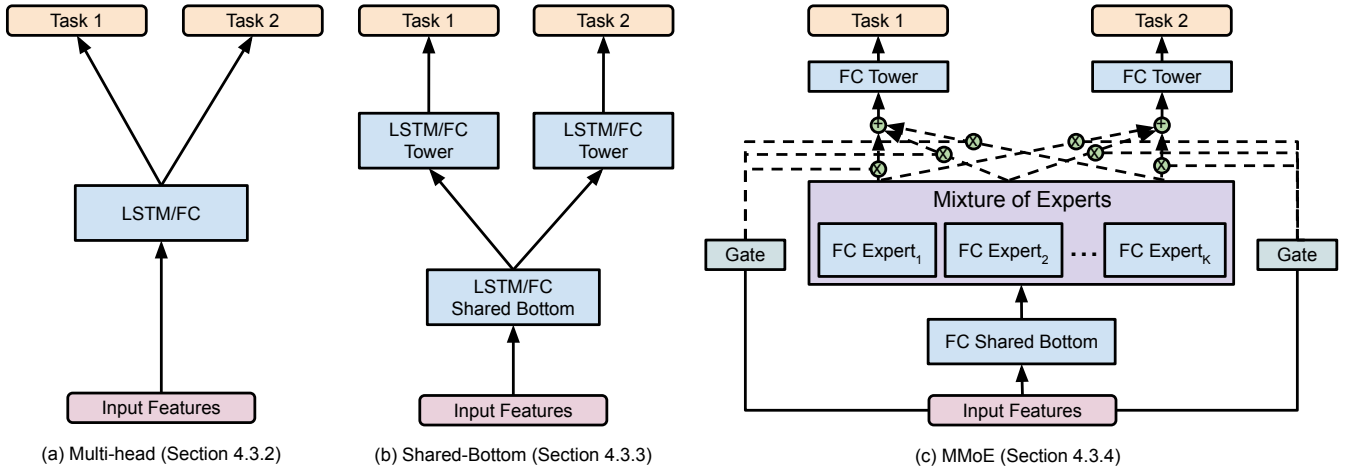 Task 1
Task 2
LSTM/FC
Input Features
(a) Multi-head (Section 4.3.2)
Task 1
Task 2
LSTM/FC
Tower
LSTM/FC
Tower
LSTM/FC
Shared Bottom
Input Features
(b) Shared-Bottom (Section 4.3.3)
Task 1
Task 2
FC Tower
FC Tower
+
+
X
X
X
X
X
X
Mixture of Experts
Gate
FC Expert1
FC Expert2
...
FC ExpertK
Gate
FC Shared Bottom
Input Features
(c) MMoE (Section 4.3.4)